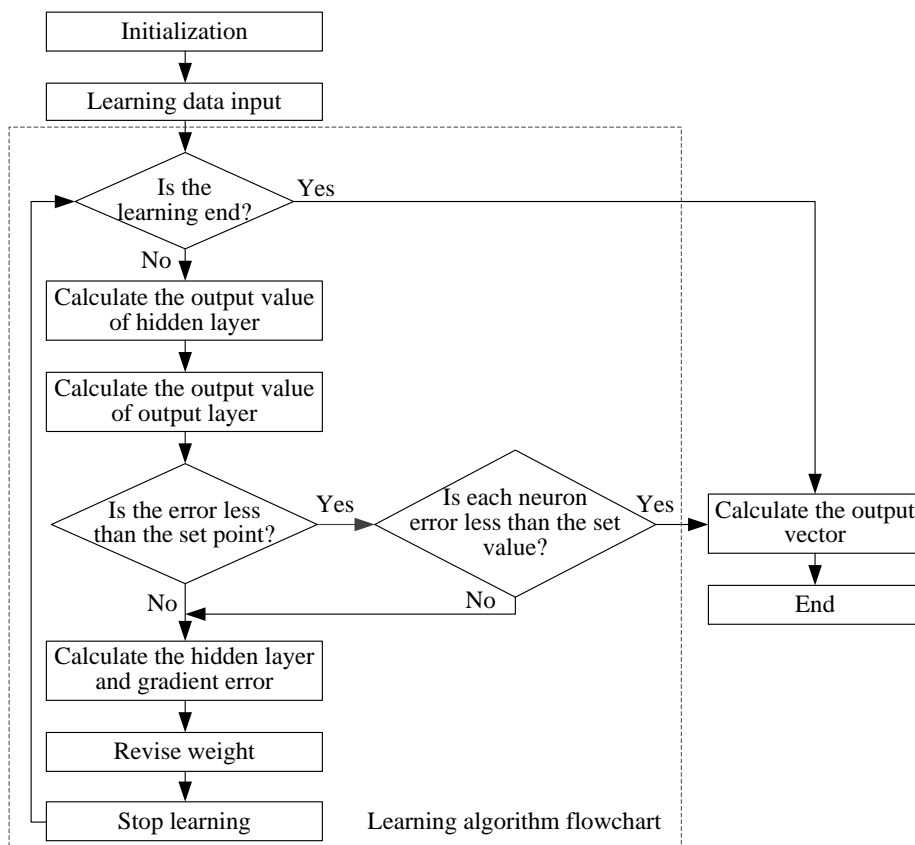 Initialization
Learning data input
Is the
learning end?
Yes
No
Calculate the output value
of hidden layer
Calculate the output value
of output layer
Is the error less
than the set point?
Yes
Is each neuron
error less than the set
value?
Yes
Calculate the output
vector
No
No
End
Calculate the hidden layer
and gradient error
Revise weight
Stop learning
Learning algorithm flowchart